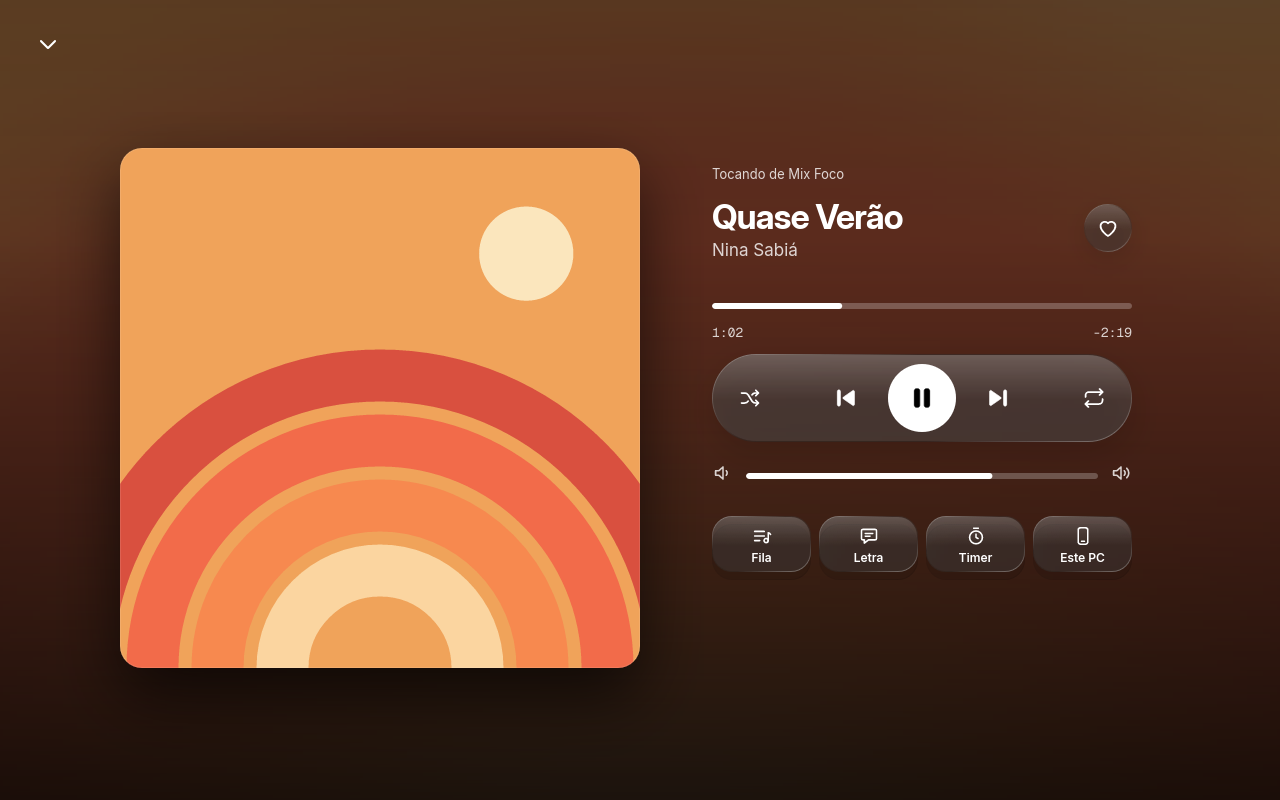 Tocando de Mix Foco
Quase Verão
Nina Sabiá
1:02 -2:19
Fila Letra Timer Este PC